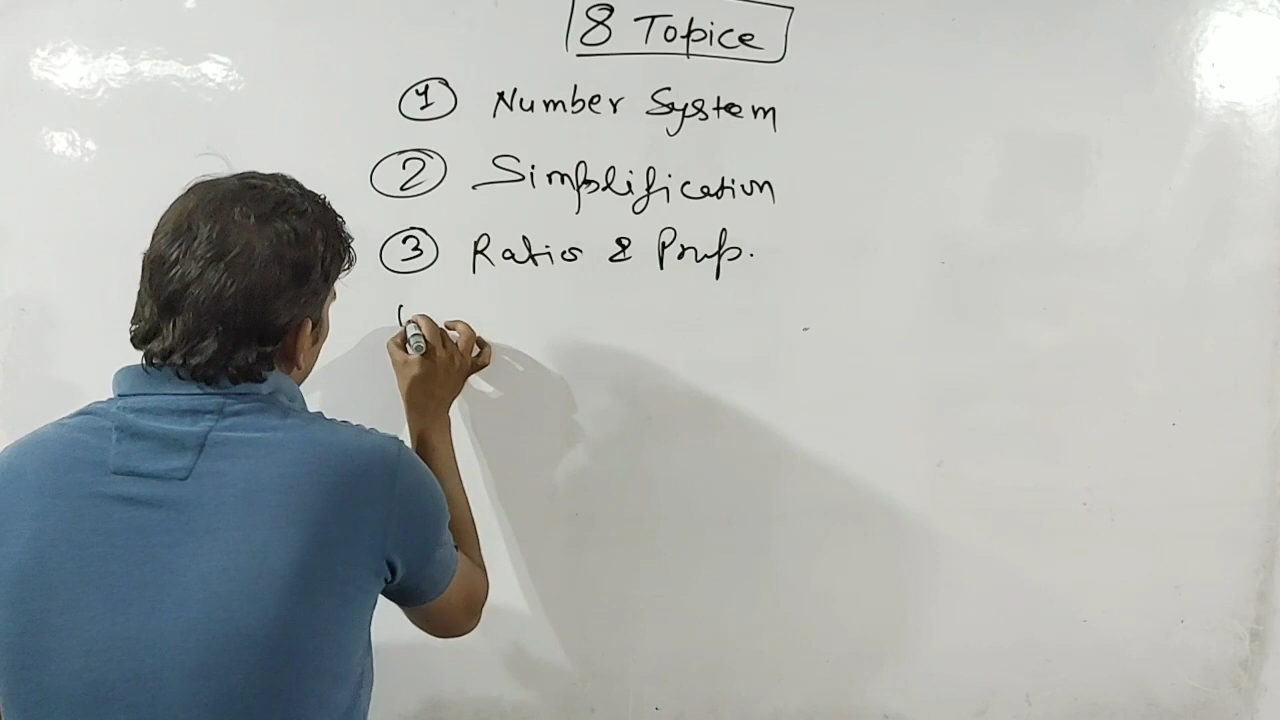 8 Topice
1 Number System
2 Simplification
3 Ratio & Prop.